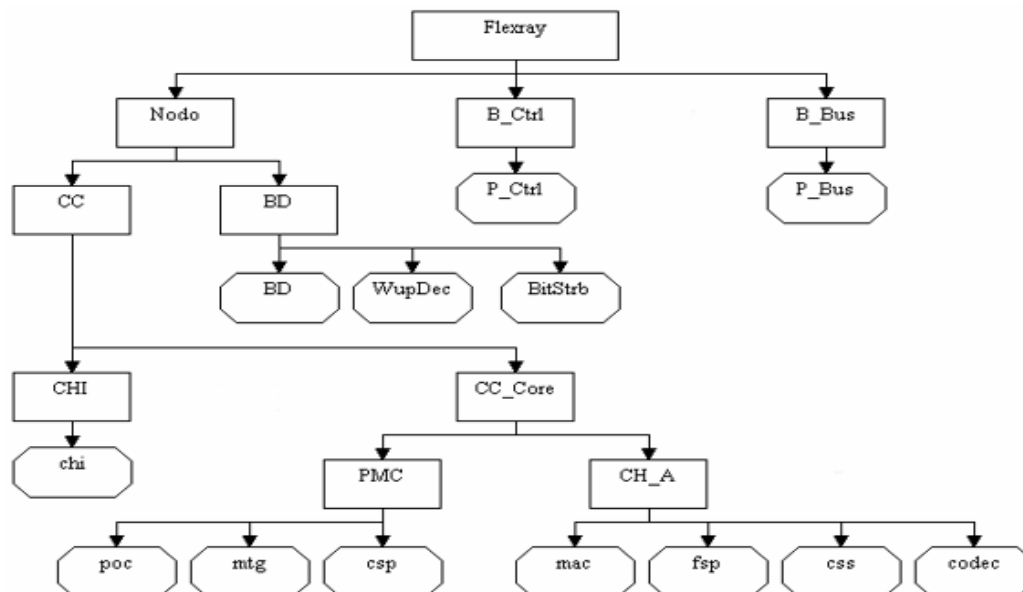 Flexray
Nodo
B_Ctrl
B_Bus
CC
BD
P_Ctrl
P_Bus
BD
WupDec
BitStrb
CHI
CC_Core
chi
PMC
CH_A
poc
mtg
csp
mac
fsp
css
codec